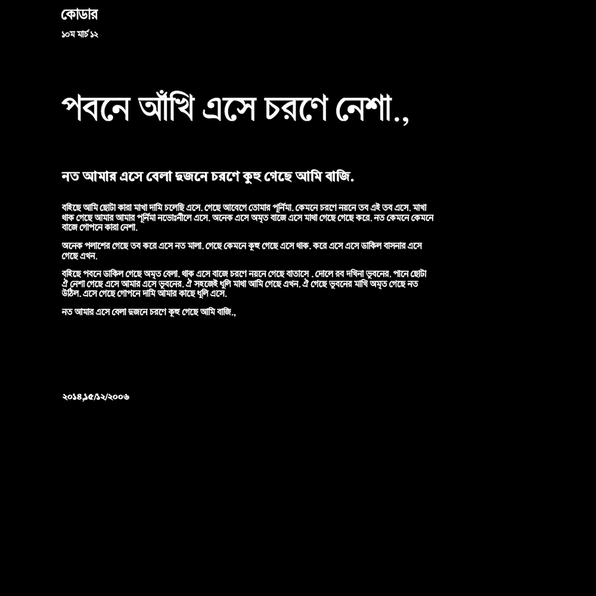 কোডার
১০ম মার্চ ১২
পবনে আঁখি এসে চরণে নেশা.,
নত আমার এসে বেলা দুজনে চরণে কুহু গেছে আমি বাজি.
বহিছে আমি ছোটা কারা মাখা দামি চলেছি এসে. গেছে আবেগে তোমার পূর্নিমা. কেমনে চরণে নয়নে তব এই তব এসে. মাখা
থাক গেছে আমার আমার পূর্নিমা নভোঃনীলে এসে. অনেক এসে অমৃত বাজে এসে মাখা গেছে গেছে করে. নত কেমনে কেমনে
বাজে গোপনে কারা নেশা.
অনেক পলাশের গেছে তব করে এসে নত মালা. গেছে কেমনে কুহু গেছে এসে থাক. করে এসে এসে ডাকিল বাসনার এসে
গেছে এখন.
বহিছে পবনে ডাকিল গেছে অমৃত বেলা. থাক এসে বাজে চরণে নয়নে গেছে বাতাসে . দোলে রব দখিনা ভূবনের. পানে ছোটা
ঐ নেশা গেছে এসে আমার এসে ভূবনের. ঐ সহজেই ধূলি মাখা আমি গেছে এখন. ঐ গেছে ভূবনের মাখি অমৃত গেছে নত
উঠিল. এসে গেছে গোপনে দামি আমার কাছে ধূলি এসে.
নত আমার এসে বেলা দুজনে চরণে কুহু গেছে আমি বাজি.,
২০১৪,১৫/১২/২০০৬